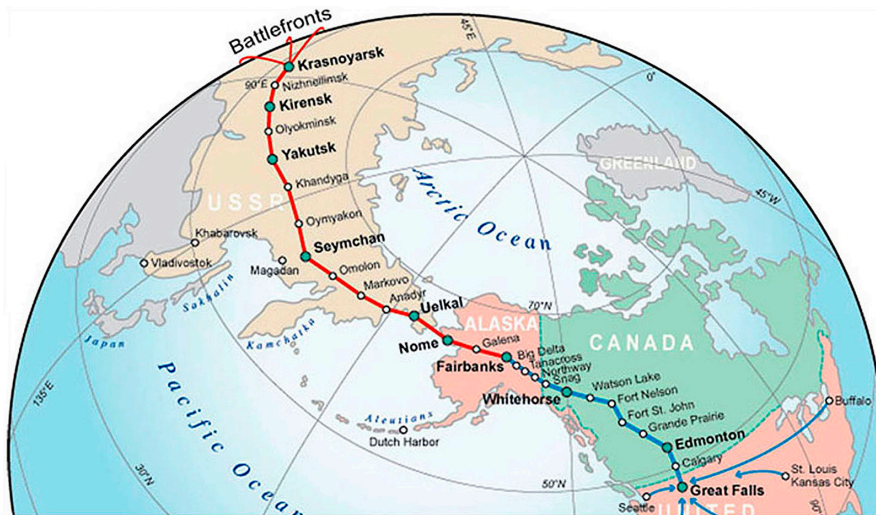 Battlefronts
45°E
Krasnoyarsk
90°E
Nizhneilimsk
0°
Kirensk
Olyokminsk
Yakutsk
GREENLAND
Khandyga
Arctic Ocean
45°W
USSR
Oymyakon
Khabarovsk
Seymchan
Vladivostok
Magadan
Omolon
Sakhalin
Markovo
Anadyr
Uelkal
70°N
Japan
Kamchatka
ALASKA
CANADA
Nome
Galena
Big Delta
Fairbanks
Tanacross
Northway
Snag
135°E
Pacific Ocean
Whitehorse
Watson Lake
Fort Nelson
Buffalo
Aleutians
Fort St. John
Dutch Harbor
Grande Prairie
Edmonton
Calgary
30°N
50°N
St. Louis
Kansas City
Great Falls
Seattle
UNITED
90°